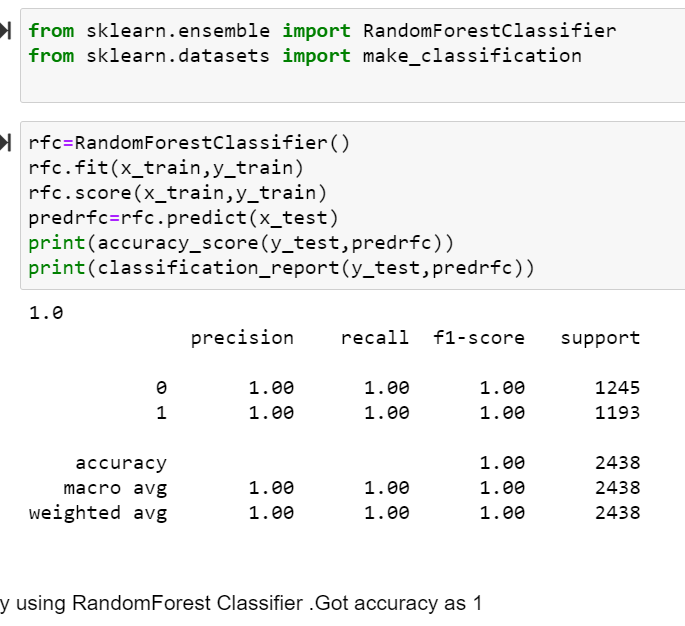 from sklearn.ensemble import RandomForestClassifier
from sklearn.datasets import make_classification
rfc=RandomForestClassifier()
rfc.fit(x_train,y_train)
rfc.score(x_train,y_train)
predrfc=rfc.predict(x_test)
print(accuracy_score(y_test,predrfc))
print(classification_report(y_test,predrfc))
1.0
precision recall f1-score support
0 1.00 1.00 1.00 1245
1 1.00 1.00 1.00 1193
accuracy 1.00 2438
macro avg 1.00 1.00 1.00 2438
weighted avg 1.00 1.00 1.00 2438
y using RandomForest Classifier .Got accuracy as 1